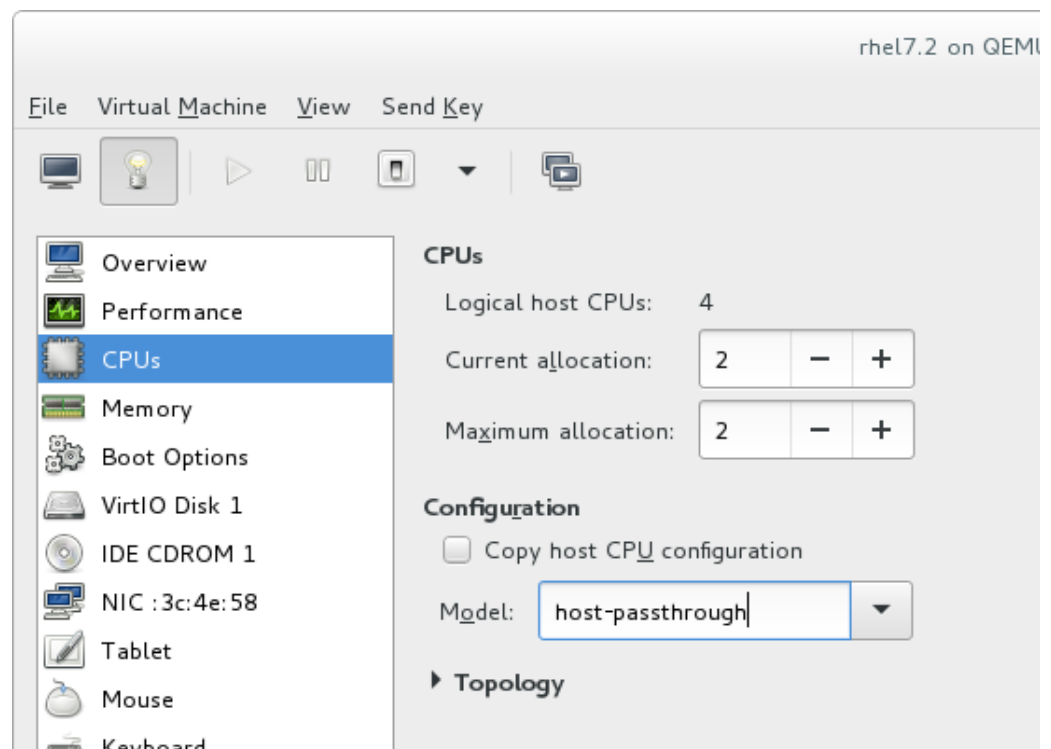 rhel7.2 on QEMU
File Virtual Machine View Send Key
Overview
Performance
CPUs
Memory
Boot Options
VirtIO Disk 1
IDE CDROM 1
NIC :3c:4e:58
Tablet
Mouse
Keyboard
CPUs
Logical host CPUs: 4
Current allocation: 2
Maximum allocation: 2
Configuration
Copy host CPU configuration
Model: host-passthrough
Topology